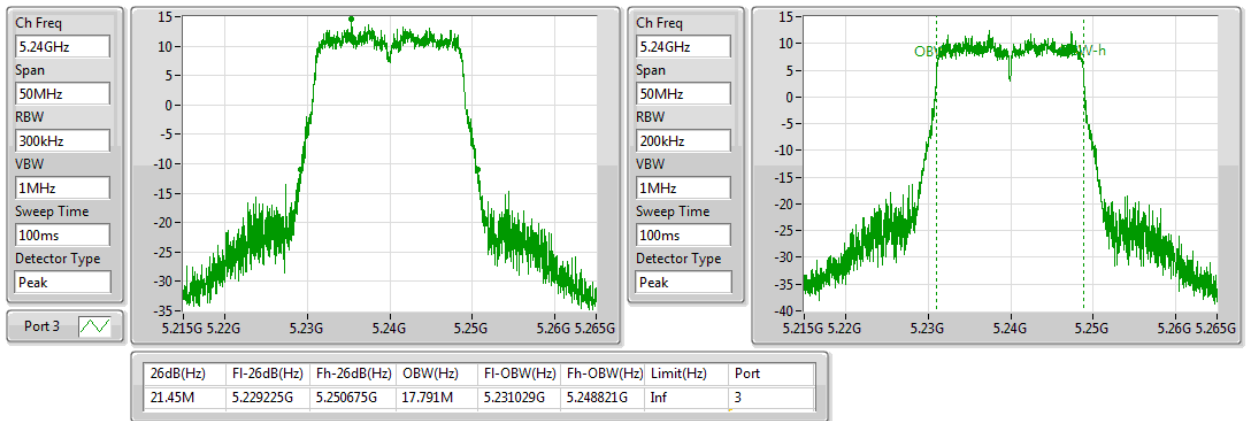 Ch Freq
5.24GHz
Span
50MHz
RBW
300kHz
VBW
1MHz
Sweep Time
100ms
Detector Type
Peak
Port 3
15
10
5
0
-5
-10
-15
-20
-25
-30
-35
5.215G 5.22G 5.23G 5.24G 5.25G 5.26G 5.265G
Ch Freq
5.24GHz
Span
50MHz
RBW
200kHz
VBW
1MHz
Sweep Time
100ms
Detector Type
Peak
15
10
5
0
-5
-10
-15
-20
-25
-30
-35
-40
OB W-h
5.215G 5.22G 5.23G 5.24G 5.25G 5.26G 5.265G
26dB(Hz) Fl-26dB(Hz) Fh-26dB(Hz) OBW(Hz) Fl-OBW(Hz) Fh-OBW(Hz) Limit(Hz) Port
21.45M 5.229225G 5.250675G 17.791M 5.231029G 5.248821G Inf 3